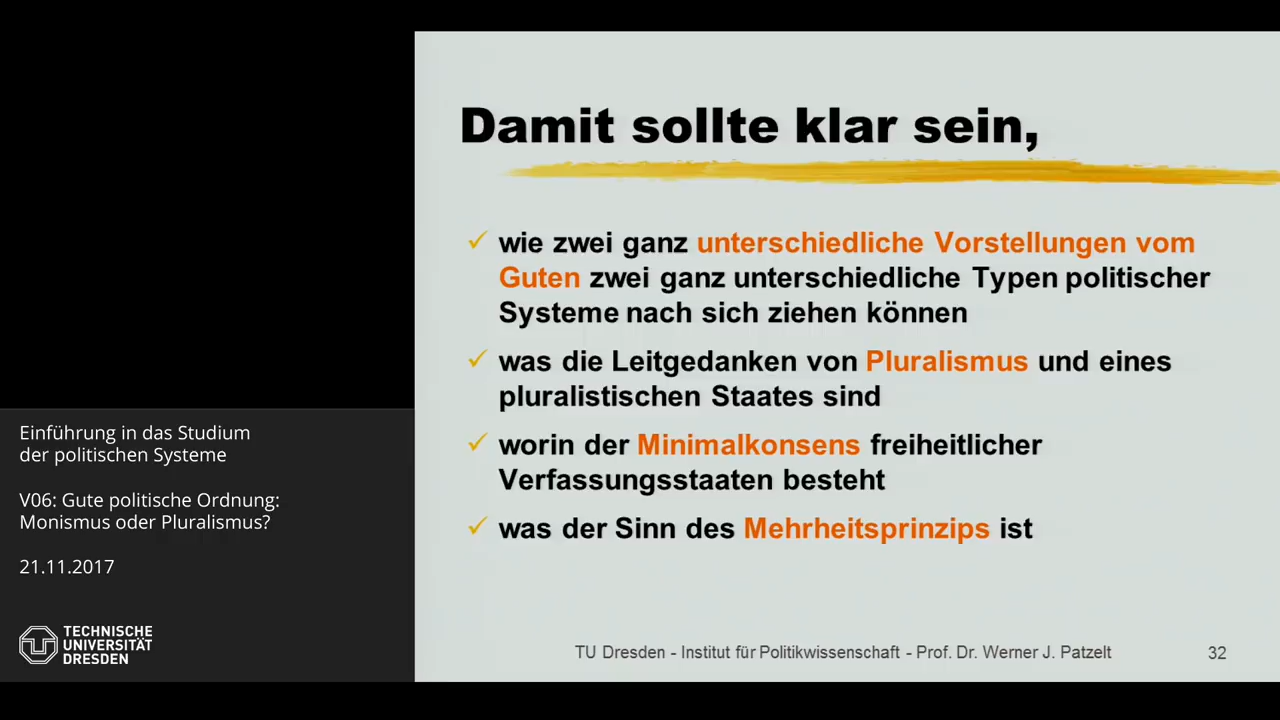 Damit sollte klar sein,
✓ wie zwei ganz unterschiedliche Vorstellungen vom
Guten zwei ganz unterschiedliche Typen politischer
Systeme nach sich ziehen können
✓ was die Leitgedanken von Pluralismus und eines
pluralistischen Staates sind
✓ worin der Minimalkonsens freiheitlicher
Verfassungsstaaten besteht
✓ was der Sinn des Mehrheitsprinzips ist
TU Dresden - Institut für Politikwissenschaft - Prof. Dr. Werner J. Patzelt
32
Einführung in das Studium
der politischen Systeme
V06: Gute politische Ordnung:
Monismus oder Pluralismus?
21.11.2017
TECHNISCHE
UNIVERSITÄT
DRESDEN